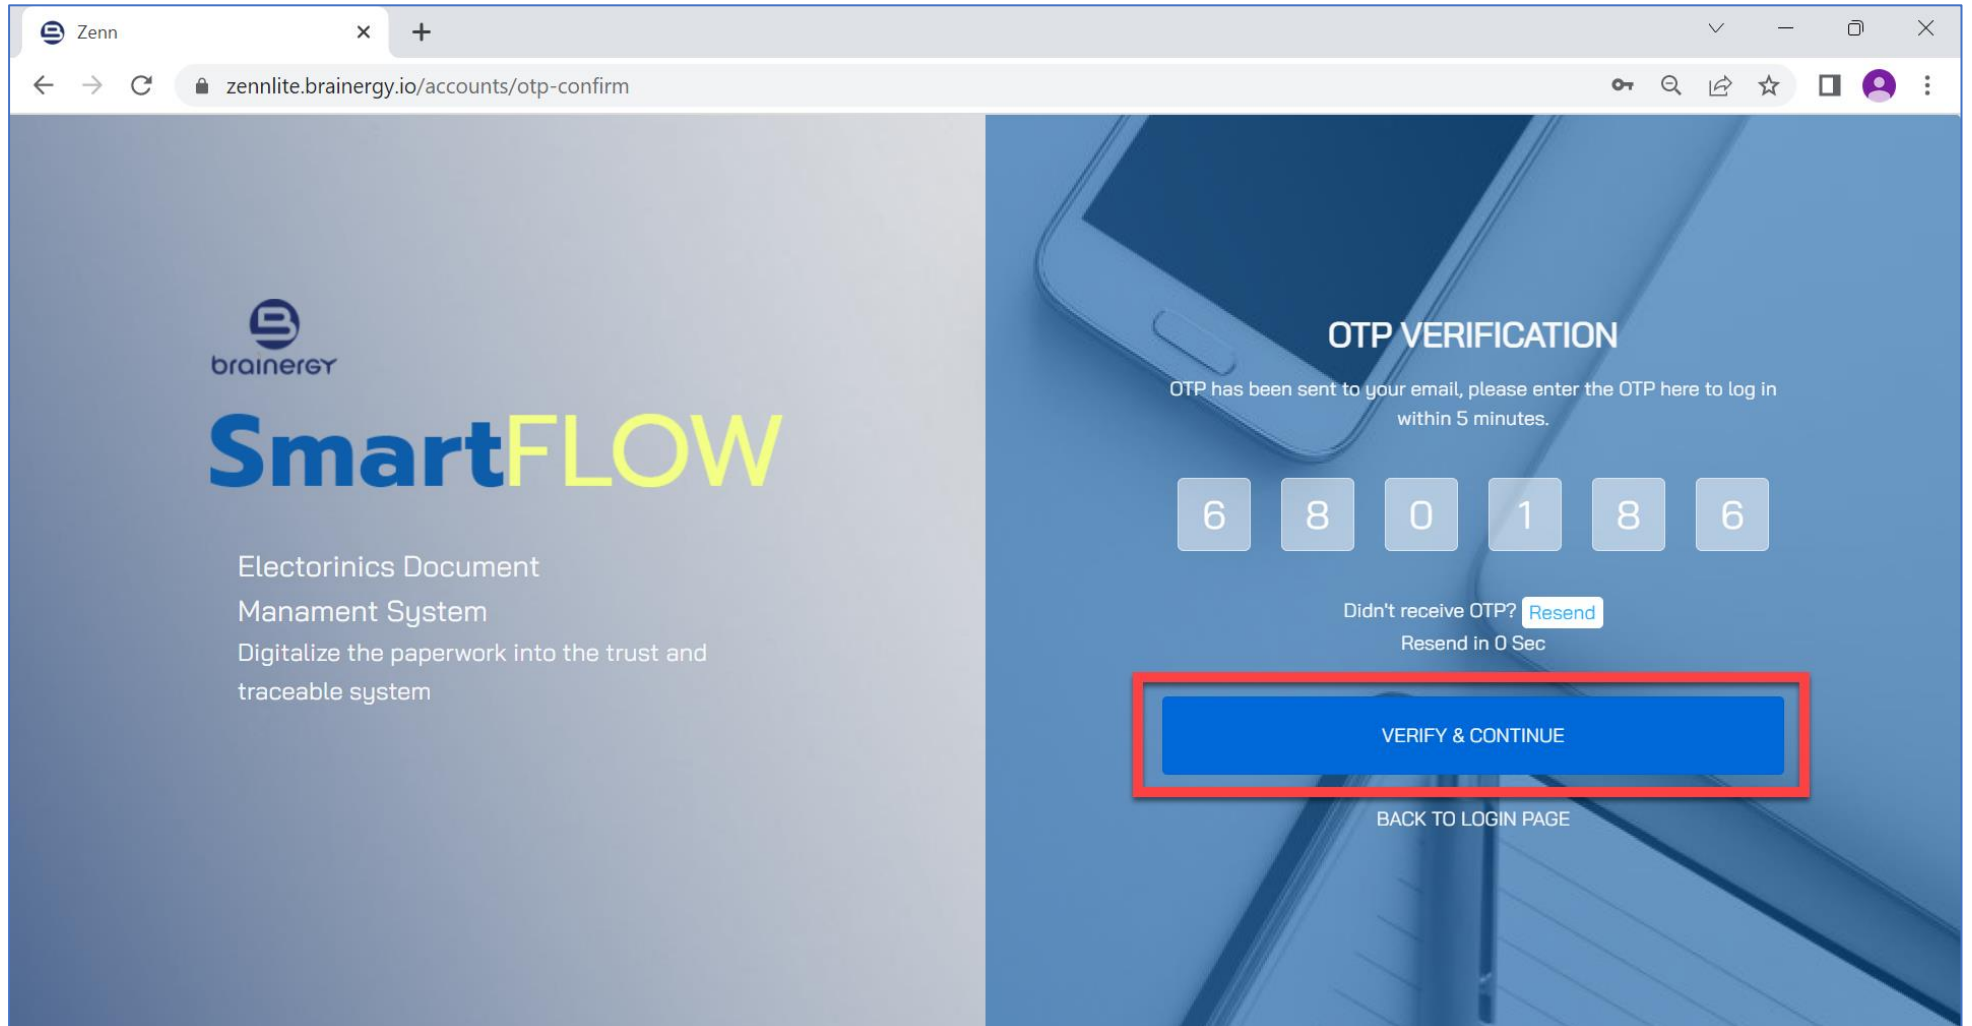 Zenn
zennlite.brainergy.io/accounts/otp-confirm
brainergy
SmartFLOW
Electorinics Document
Manament System
Digitalize the paperwork into the trust and
traceable system
OTP VERIFICATION
OTP has been sent to your email, please enter the OTP here to log in
within 5 minutes.
6 8 0 1 8 6
Didn't receive OTP? Resend
Resend in 0 Sec
VERIFY & CONTINUE
BACK TO LOGIN PAGE